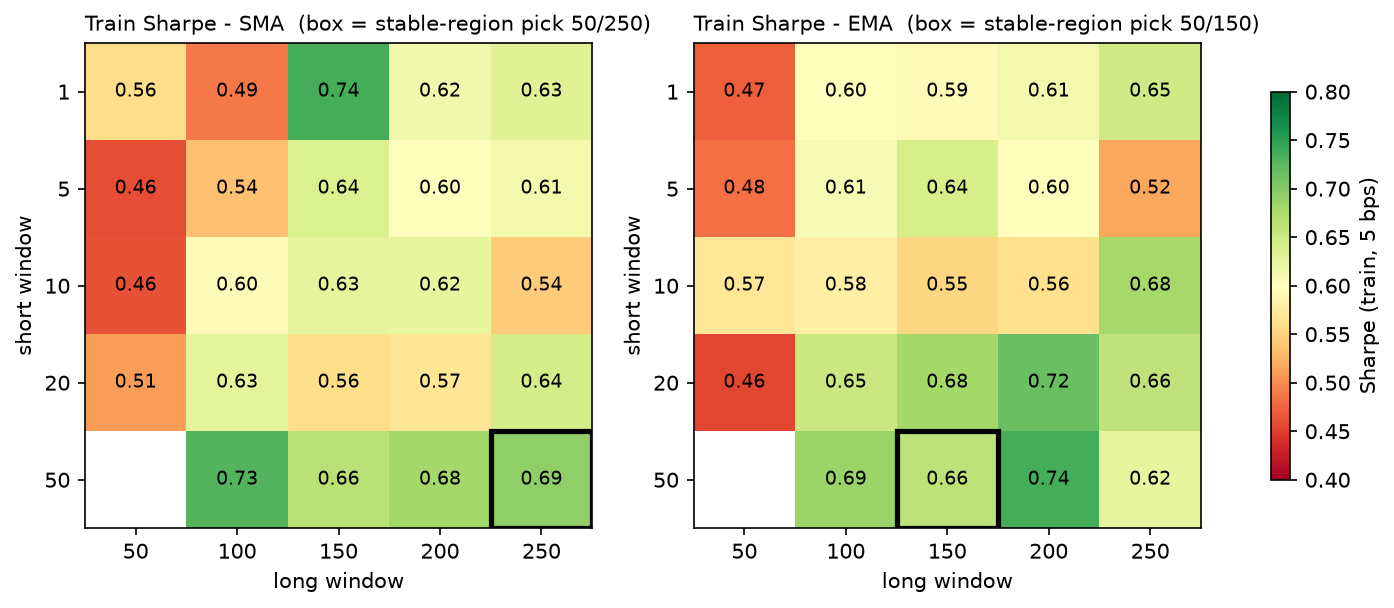 Train Sharpe - SMA (box = stable-region pick 50/250)
short window
1 0.56 0.49 0.74 0.62 0.63
5 0.46 0.54 0.64 0.60 0.61
10 0.46 0.60 0.63 0.62 0.54
20 0.51 0.63 0.56 0.57 0.64
50 0.73 0.66 0.68 0.69
50 100 150 200 250
long window
Train Sharpe - EMA (box = stable-region pick 50/150)
short window
1 0.47 0.60 0.59 0.61 0.65
5 0.48 0.61 0.64 0.60 0.52
10 0.57 0.58 0.55 0.56 0.68
20 0.46 0.65 0.68 0.72 0.66
50 0.69 0.66 0.74 0.62
50 100 150 200 250
long window
0.80
0.75
0.70
0.65
0.60
0.55
0.50
0.45
0.40
Sharpe (train, 5 bps)